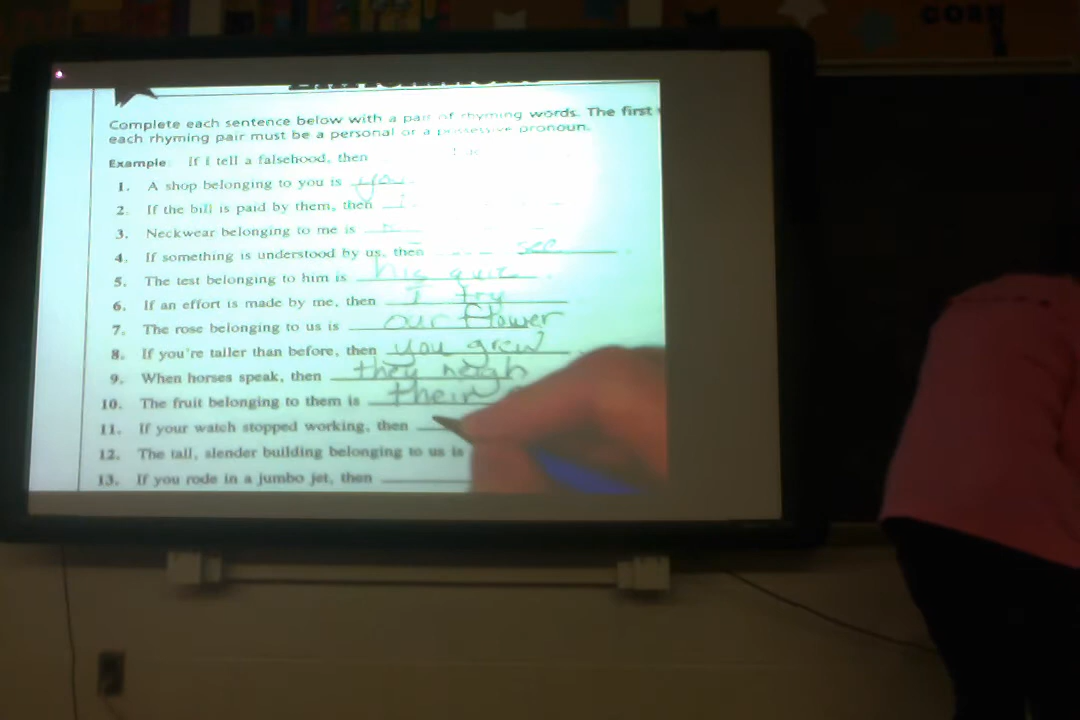 CORN
Complete each sentence below with a pair of rhyming words. The first
each rhyming pair must be a personal or a possessive pronoun.
Example If I tell a falsehood, then
1. A shop belonging to you is
2. If the bill is paid by them, then
3. Neckwear belonging to me is
4. If something is understood by us, then see
5. The test belonging to him is his quiz
6. If an effort is made by me, then I try
7. The rose belonging to us is our flower
8. If you're taller than before, then you grew
9. When horses speak, then they neigh
10. The fruit belonging to them is their
11. If your watch stopped working, then
12. The tall, slender building belonging to us is
13. If you rode in a jumbo jet, then